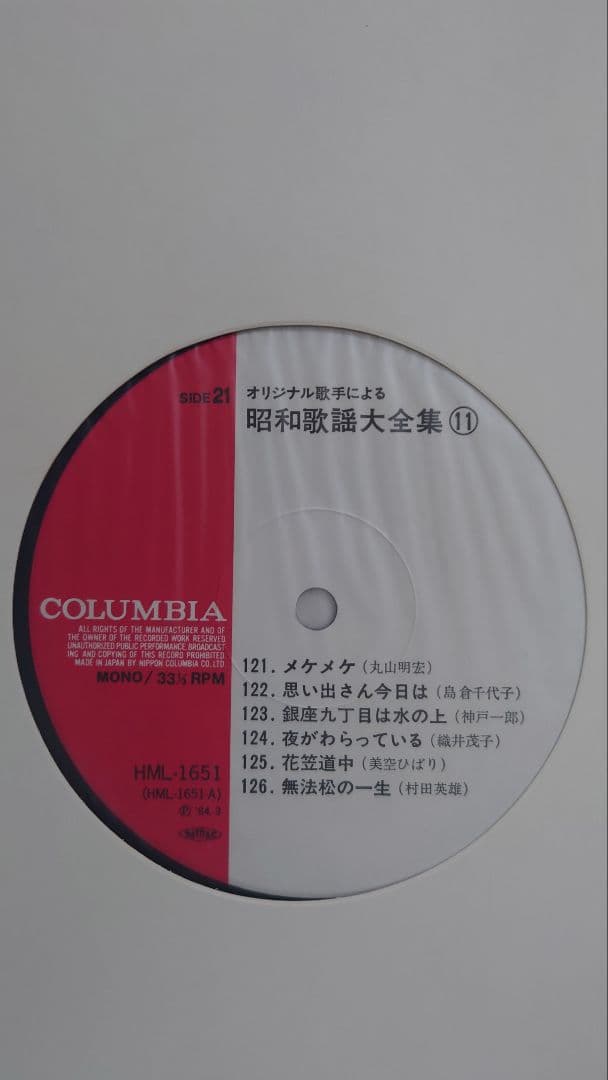 SIDE 21
オリジナル歌手による
昭和歌謡大全集⑪
COLUMBIA
ALL RIGHTS OF THE MANUFACTURER AND OF
THE OWNER OF THE RECORDED WORK RESERVED
UNAUTHORIZED PUBLIC PERFORMANCE, BROADCAST
ING AND COPYING OF THIS RECORD PROHIBITED.
MADE IN JAPAN BY NIPPON COLUMBIA CO. LTD
MONO / 33⅓ RPM
HML-1651
(HML-1651-A)
121. メケメケ (丸山明宏)
122. 思い出さん今日は (島倉千代子)
123. 銀座九丁目は水の上 (神戸一郎)
124. 夜がわらっている (織井茂子)
125. 花笠道中 (美空ひばり)
126. 無法松の一生 (村田英雄)